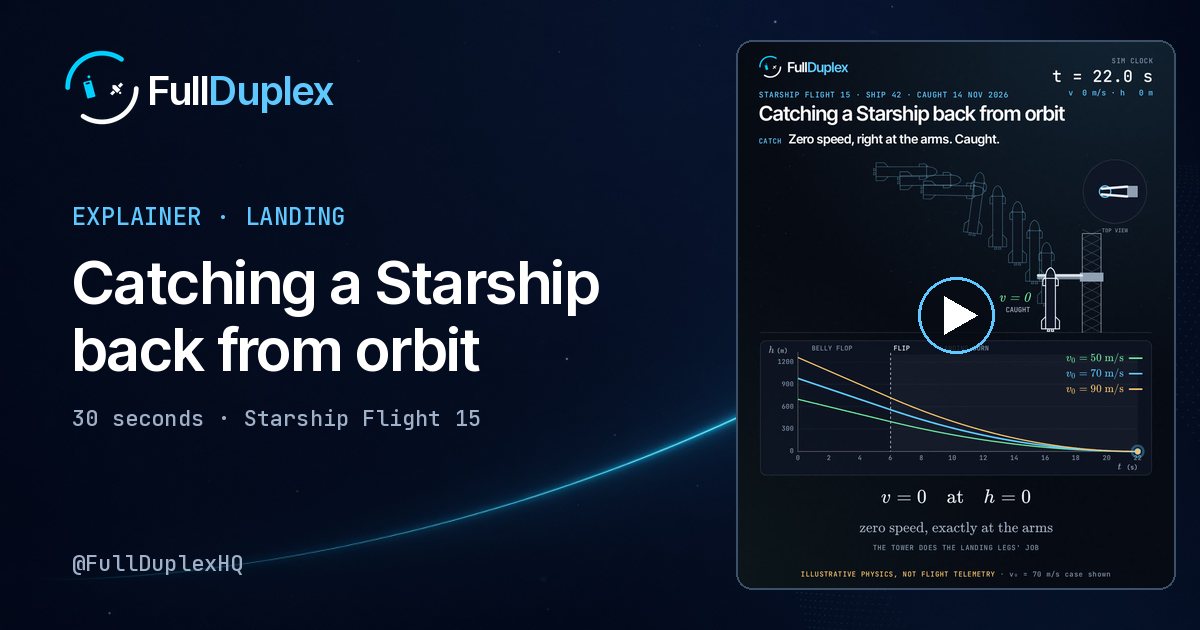 FullDuplex
EXPLAINER · LANDING
Catching a Starship
back from orbit
30 seconds · Starship Flight 15
@FullDuplexHQ
FullDuplex
SIM CLOCK
t = 22.0 s
v 0 m/s · h 0 m
STARSHIP FLIGHT 15 · SHIP 42 · CAUGHT 14 NOV 2026
Catching a Starship back from orbit
CATCH Zero speed, right at the arms. Caught.
TOP VIEW
v = 0
CAUGHT
h (m)
BELLY FLOP
FLIP
v₀ = 50 m/s
v₀ = 70 m/s
v₀ = 90 m/s
1200
900
600
300
0
0 2 4 6 8 10 12 14 16 18 20 22
t (s)
v = 0 at h = 0
zero speed, exactly at the arms
THE TOWER DOES THE LANDING LEGS' JOB
ILLUSTRATIVE PHYSICS, NOT FLIGHT TELEMETRY · v₀ = 70 m/s case shown